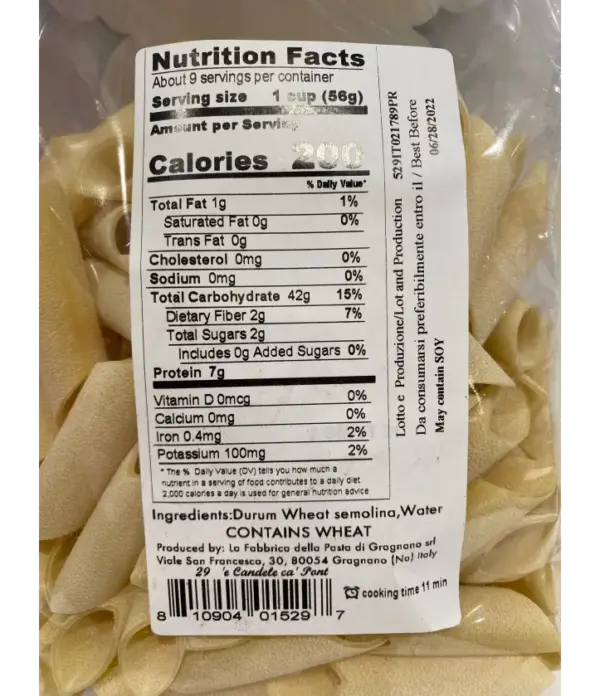 Nutrition Facts
About 9 servings per container
Serving size 1 cup (56g)
Amount per Serving
Calories 200
% Daily Value*
Total Fat 1g 1%
Saturated Fat 0g 0%
Trans Fat 0g
Cholesterol 0mg 0%
Sodium 0mg 0%
Total Carbohydrate 42g 15%
Dietary Fiber 2g 7%
Total Sugars 2g
Includes 0g Added Sugars 0%
Protein 7g
Vitamin D 0mcg 0%
Calcium 0mg 0%
Iron 0.4mg 2%
Potassium 100mg 2%
*The % Daily Value (DV) tells you how much a
nutrient in a serving of food contributes to a daily diet
2,000 calories a day is used for general nutrition advice
Ingredients:Durum Wheat semolina,Water
CONTAINS WHEAT
Produced by: La Fabbrica della Pasta di Gragnano srl
Viale San Francesco, 30, 80054 Gragnano (Na) Italy
29 'e Candele ca' Pont
cooking time 11 min
8 10904 01529 7
Lotto e Produzione/Lot and Production 529IT021789PR
Da consumarsi preferibilmente entro il / Best Before
06/28/2022
May contain SOY